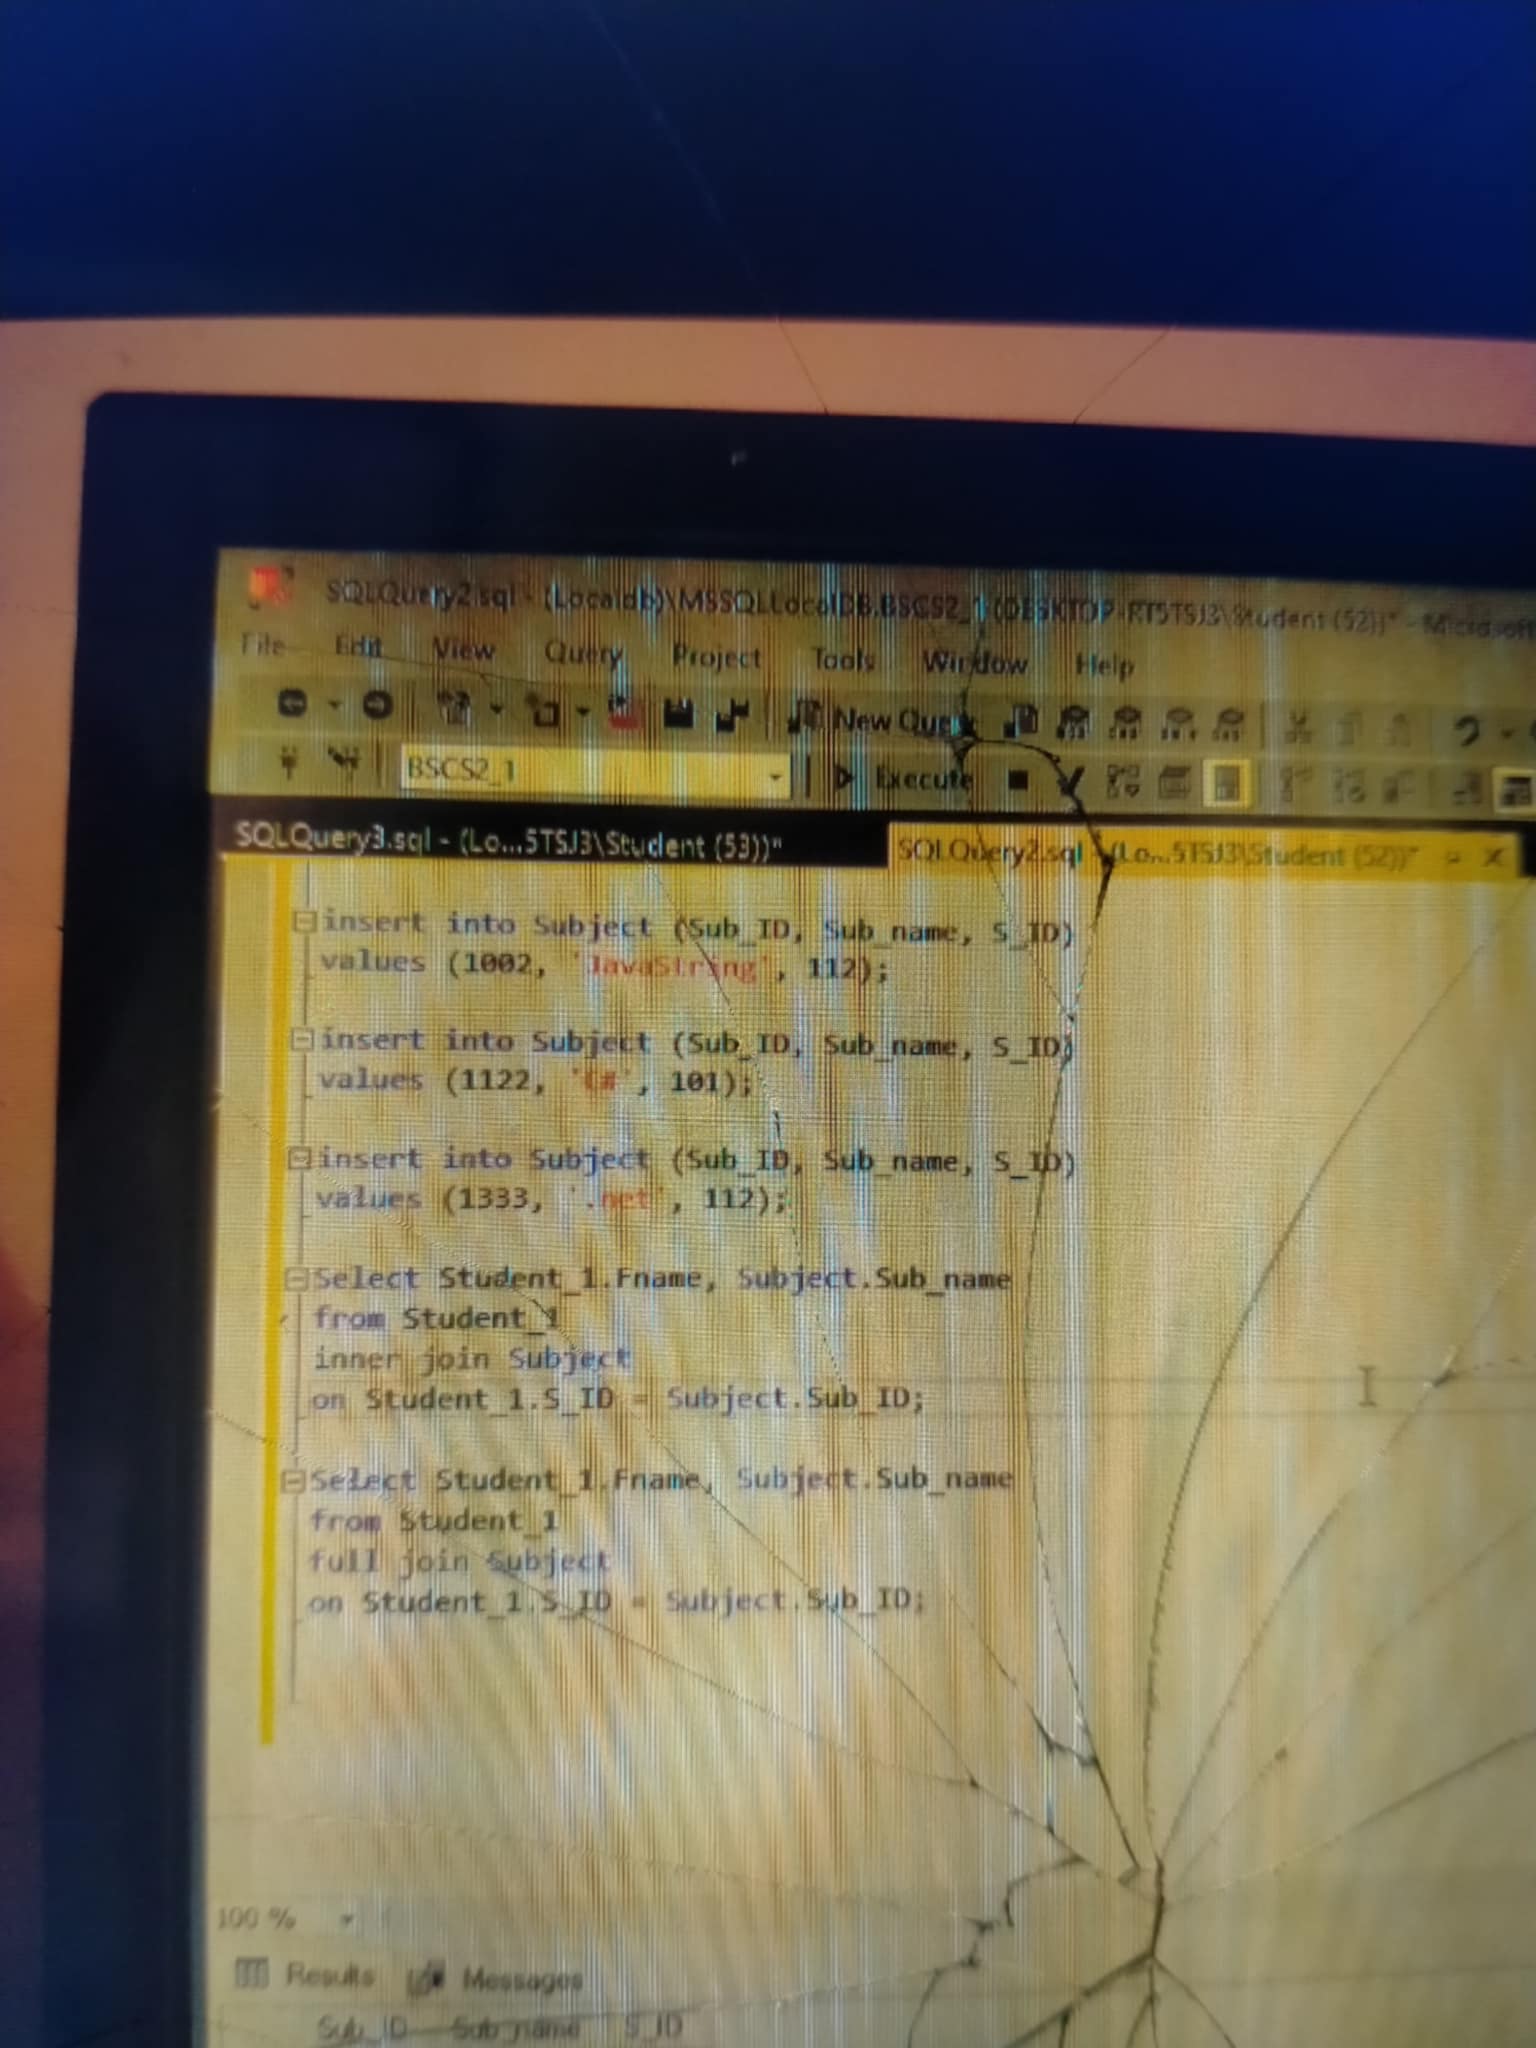 SQLQuery2.sql - (Localdb)\MSSQLLocalDB.BSCS2_1 (DESKTOP-RT5TSJ3\Student (52))* - Microsoft
File Edit View Query Project Tools Window Help
New Query
BSCS2_1 Execute
SQLQuery3.sql - (Lo...5TSJ3\Student (53))* SQLQuery2.sql - (Lo...5TSJ3\Student (52))*
insert into Subject (Sub_ID, Sub_name, S_ID)
values (1002, 'JavaString', 112);
insert into Subject (Sub_ID, Sub_name, S_ID)
values (1122, 'C#', 101);
insert into Subject (Sub_ID, Sub_name, S_ID)
values (1333, '.net', 112);
Select Student_1.Fname, Subject.Sub_name
from Student_1
inner join Subject
on Student_1.S_ID = Subject.Sub_ID;
Select Student_1.Fname, Subject.Sub_name
from Student_1
full join Subject
on Student_1.S_ID = Subject.Sub_ID;
100 %
Results Messages
Sub_ID Sub_name S_ID